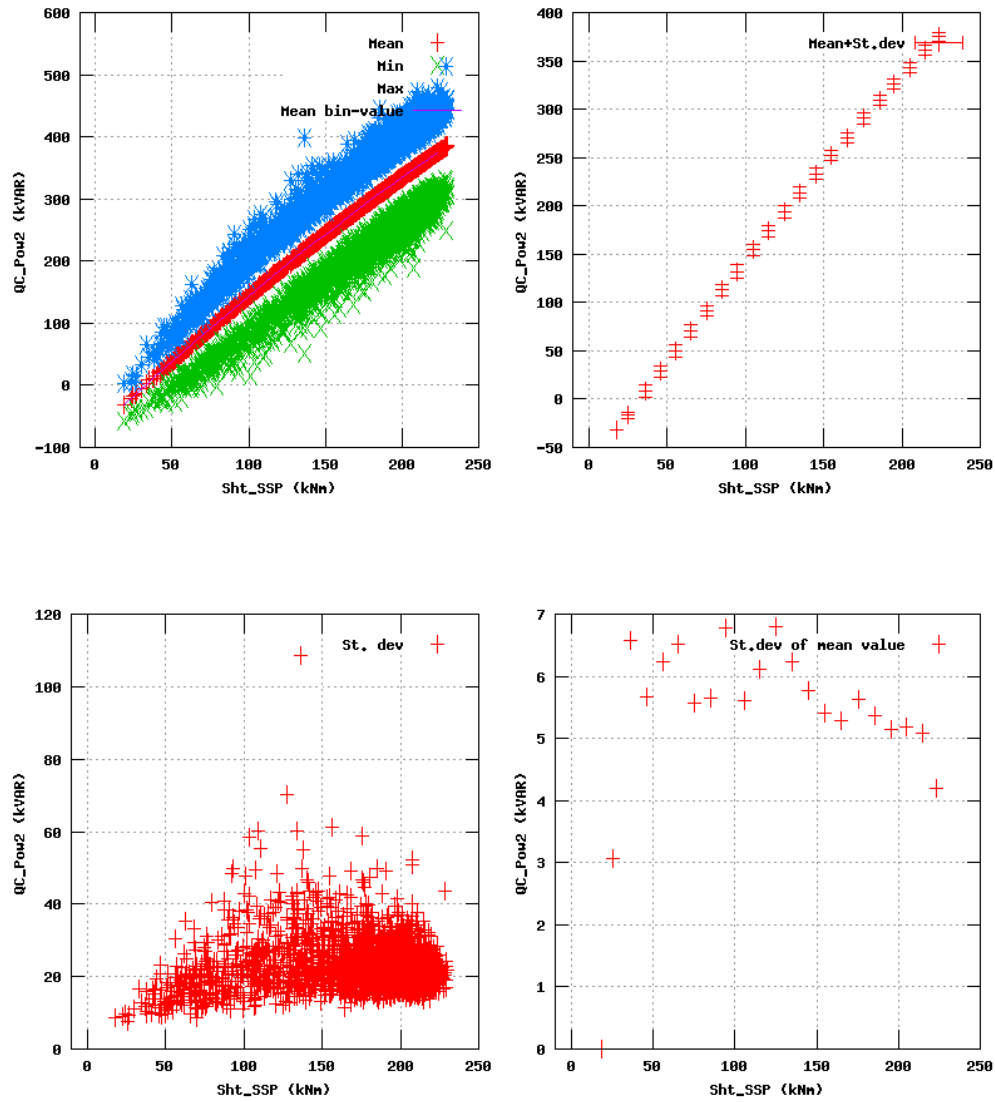 600
500
400
300
200
100
0
-100
0 50 100 150 200 250
QC_Pow2 (kVAR)
Sht_SSP (kNm)
Mean
Min
Max
Mean bin-value
400
350
300
250
200
150
100
50
0
-50
0 50 100 150 200 250
QC_Pow2 (kVAR)
Sht_SSP (kNm)
Mean+St.dev
120
100
80
60
40
20
0
0 50 100 150 200 250
QC_Pow2 (kVAR)
Sht_SSP (kNm)
St. dev
7
6
5
4
3
2
1
0
0 50 100 150 200 250
QC_Pow2 (kVAR)
Sht_SSP (kNm)
St.dev of mean value